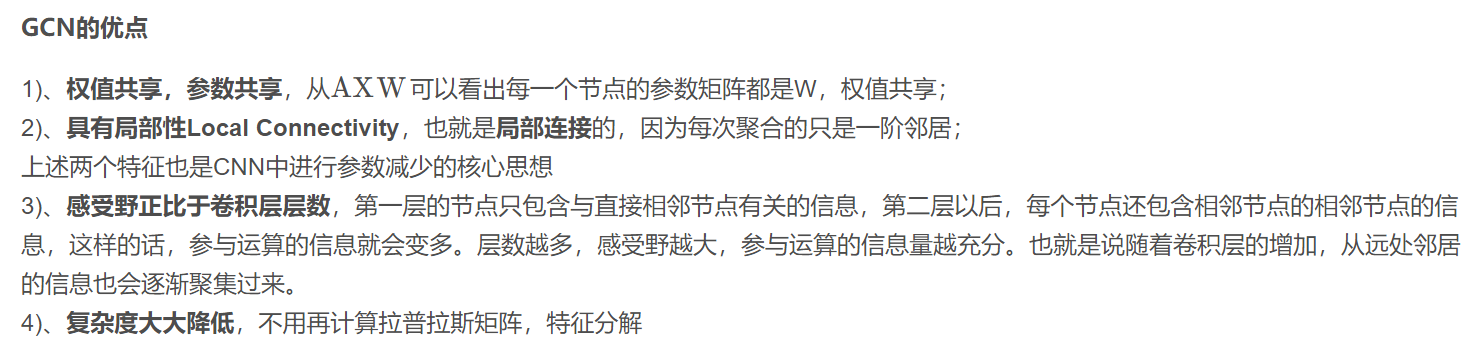 GCN的优点
1)、权值共享，参数共享，从AXW可以看出每一个节点的参数矩阵都是W，权值共享；
2)、具有局部性Local Connectivity，也就是局部连接的，因为每次聚合的只是一阶邻居；
上述两个特征也是CNN中进行参数减少的核心思想
3)、感受野正比于卷积层层数，第一层的节点只包含与直接相邻节点有关的信息，第二层以后，每个节点还包含相邻节点的相邻节点的信
息，这样的话，参与运算的信息就会变多。层数越多，感受野越大，参与运算的信息量越充分。也就是说随着卷积层的增加，从远处邻居
的信息也会逐渐聚集过来。
4)、复杂度大大降低，不用再计算拉普拉斯矩阵，特征分解